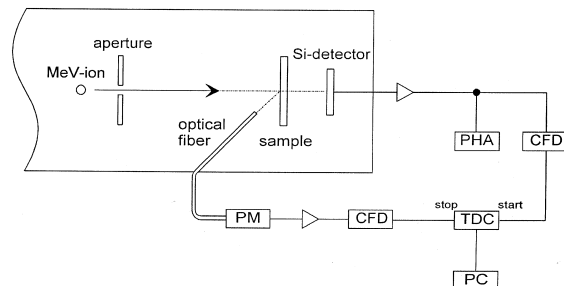 aperture
MeV-ion
Si-detector
optical
fiber
sample
PHA
CFD
PM
CFD
stop
TDC
start
PC